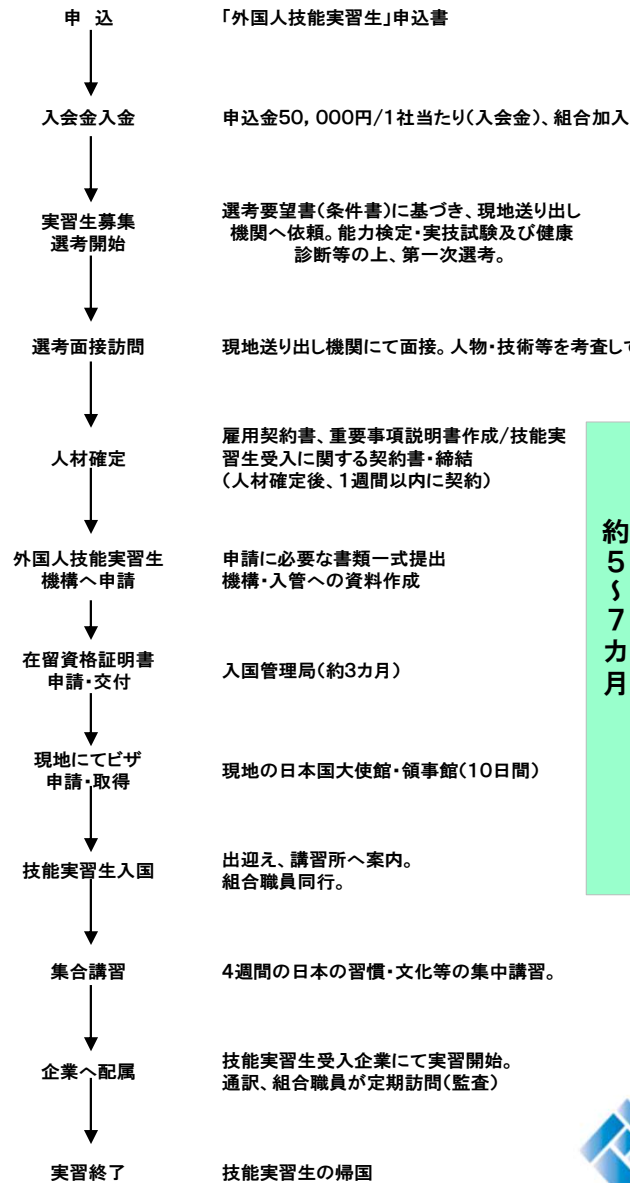 申 込
「外国人技能実習生」申込書
入会金入金
申込金50，000円/1社当たり(入会金)、組合加入
実習生募集
選考開始
選考要望書(条件書)に基づき、現地送り出し
機関へ依頼。能力検定・実技試験及び健康
診断等の上、第一次選考。
選考面接訪問
現地送り出し機関にて面接。人物・技術等を考査して
人材確定
雇用契約書、重要事項説明書作成/技能実
習生受入に関する契約書・締結
(人材確定後、1週間以内に契約)
外国人技能実習生
機構へ申請
申請に必要な書類一式提出
機構・入管への資料作成
約5～7カ月
在留資格証明書
申請・交付
入国管理局(約3カ月)
現地にてビザ
申請・取得
現地の日本国大使館・領事館(10日間)
技能実習生入国
出迎え、講習所へ案内。
組合職員同行。
集合講習
4週間の日本の習慣・文化等の集中講習。
企業へ配属
技能実習生受入企業にて実習開始。
通訳、組合職員が定期訪問(監査)
実習終了
技能実習生の帰国